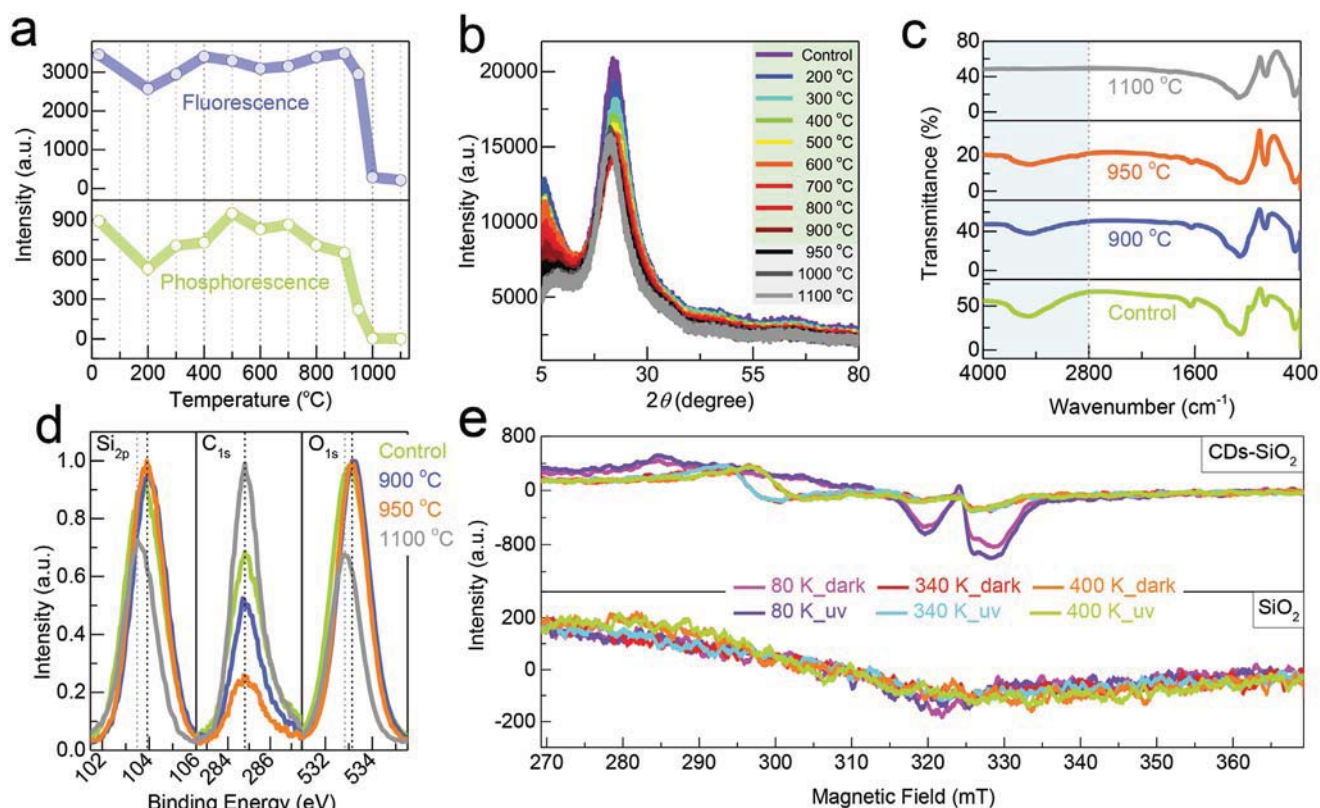 a
3000
2000
1000
0
Fluorescence
900
600
300
0
Phosphorescence
Intensity (a.u.)
0 200 400 600 800 1000
Temperature (°C)
b
20000
15000
10000
5000
Intensity (a.u.)
Control
200 °C
300 °C
400 °C
500 °C
600 °C
700 °C
800 °C
900 °C
950 °C
1000 °C
1100 °C
5 30 55 80
2θ (degree)
c
80
40
0
1100 °C
20
0
950 °C
40
0
900 °C
50
0
Control
Transmittance (%)
4000 2800 1600 400
Wavenumber (cm-1)
d
Si2p C1s O1s
Control
900 °C
950 °C
1100 °C
1.0
0.8
0.6
0.4
0.2
0.0
Intensity (a.u.)
102 104 106 284 286 532 534
Binding Energy (eV)
e
800
0
-800
CDs-SiO2
80 K_dark 340 K_dark 400 K_dark
80 K_uv 340 K_uv 400 K_uv
SiO2
200
0
-200
Intensity (a.u.)
270 280 290 300 310 320 330 340 350 360
Magnetic Field (mT)